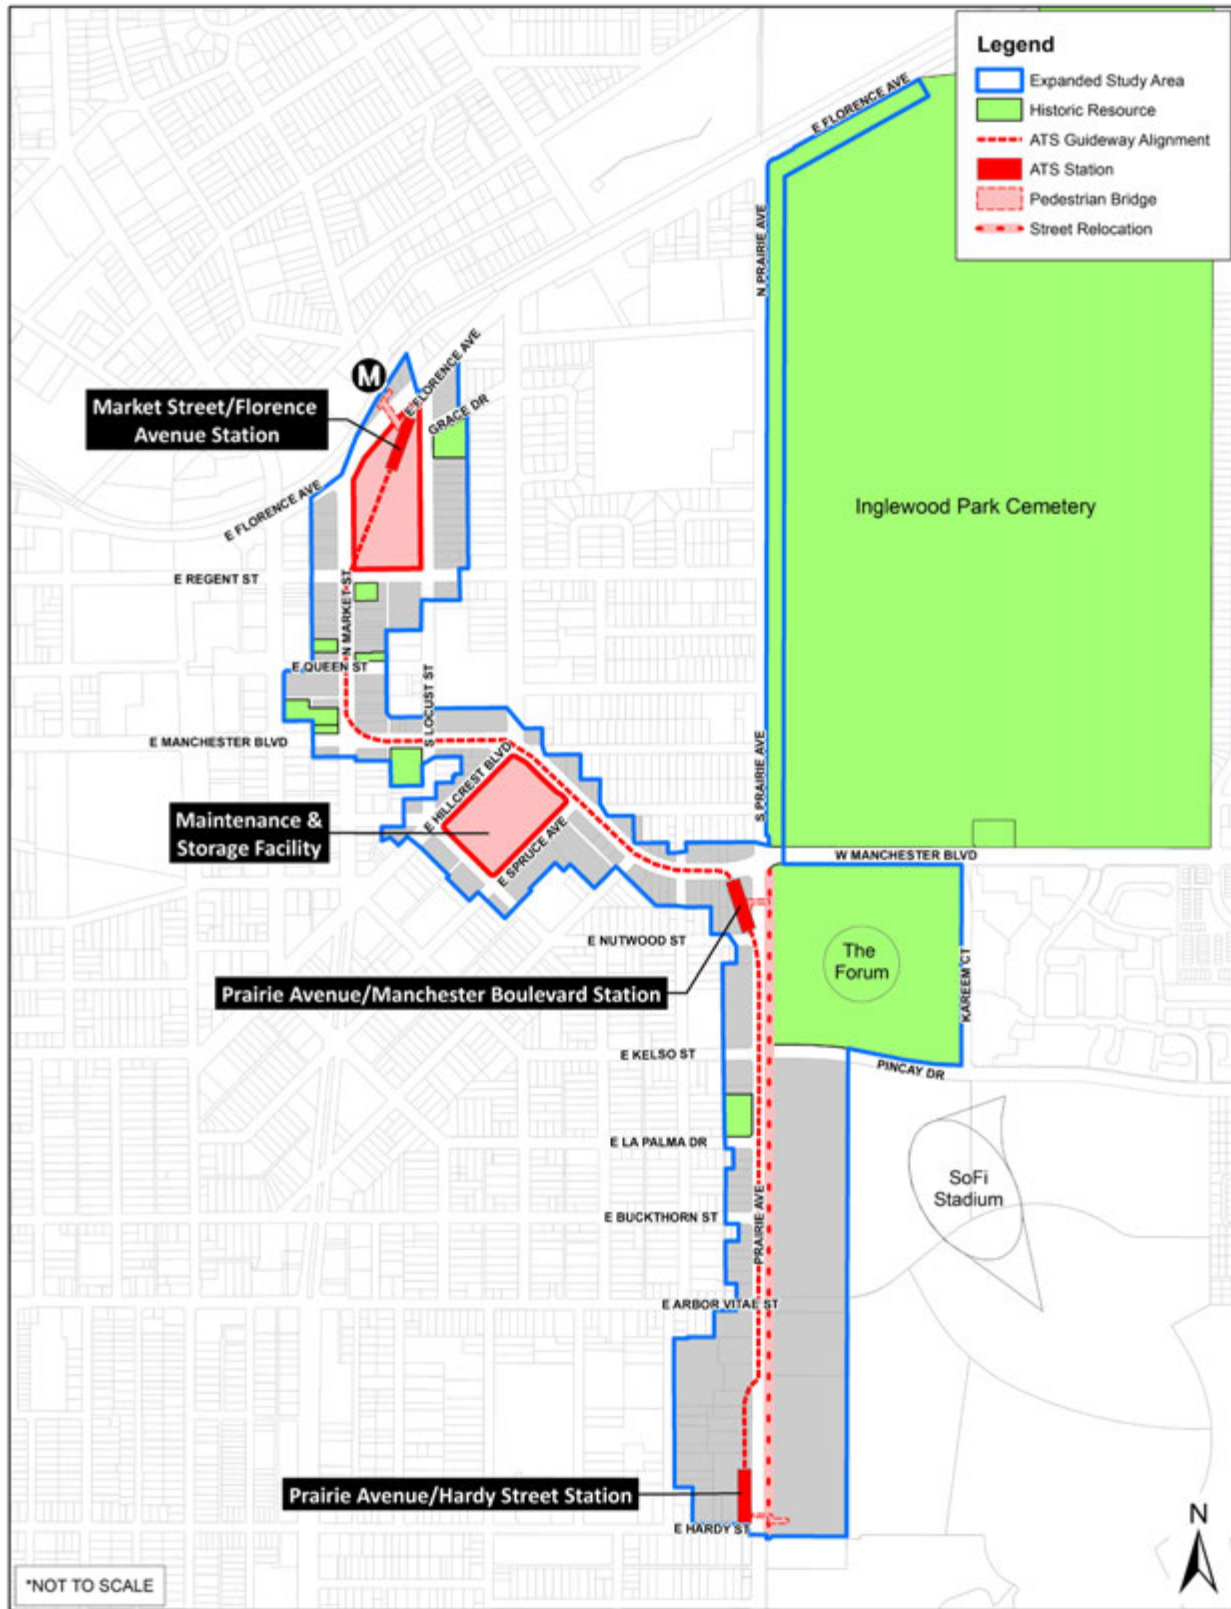 Legend
Expanded Study Area
Historic Resource
ATS Guideway Alignment
ATS Station
Pedestrian Bridge
Street Relocation
E FLORENCE AVE
N PRAIRIE AVE
E FLORENCE AVE
M
Market Street/Florence
Avenue Station
GRACE DR
E FLORENCE AVE
Inglewood Park Cemetery
E REGENT ST
N MARKET ST
E QUEEN ST
S LOCUST ST
E MANCHESTER BLVD
S PRAIRIE AVE
E HILLCREST BLVD
Maintenance &
Storage Facility
E SPRUCE AVE
W MANCHESTER BLVD
E NUTWOOD ST
The
Forum
KAREEM CT
Prairie Avenue/Manchester Boulevard Station
E KELSO ST
PINCAY DR
E LA PALMA DR
SoFi
Stadium
PRAIRIE AVE
E BUCKTHORN ST
E ARBOR VITAE ST
Prairie Avenue/Hardy Street Station
E HARDY ST
N
*NOT TO SCALE